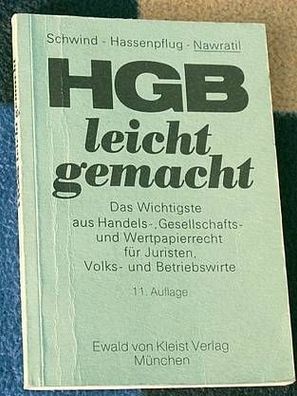 Schwind - Hassenpflug - Nawratil
HGB
leicht
gemacht
Das Wichtigste
aus Handels-, Gesellschafts-
und Wertpapierrecht
für Juristen,
Volks- und Betriebswirte
11. Auflage
Ewald von Kleist Verlag
München